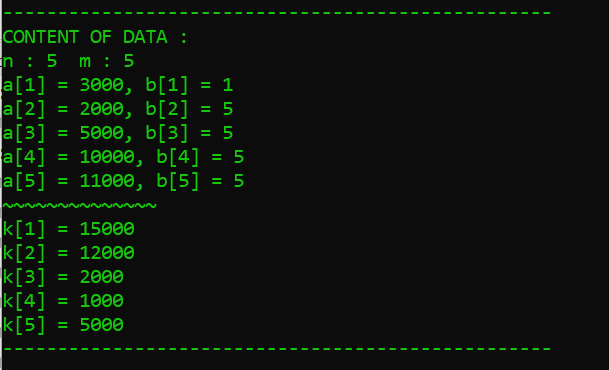 --------------------------------------------------
CONTENT OF DATA :
n : 5  m : 5
a[1] = 3000, b[1] = 1
a[2] = 2000, b[2] = 5
a[3] = 5000, b[3] = 5
a[4] = 10000, b[4] = 5
a[5] = 11000, b[5] = 5
~~~~~~~~~~~~~~
k[1] = 15000
k[2] = 12000
k[3] = 2000
k[4] = 1000
k[5] = 5000
--------------------------------------------------